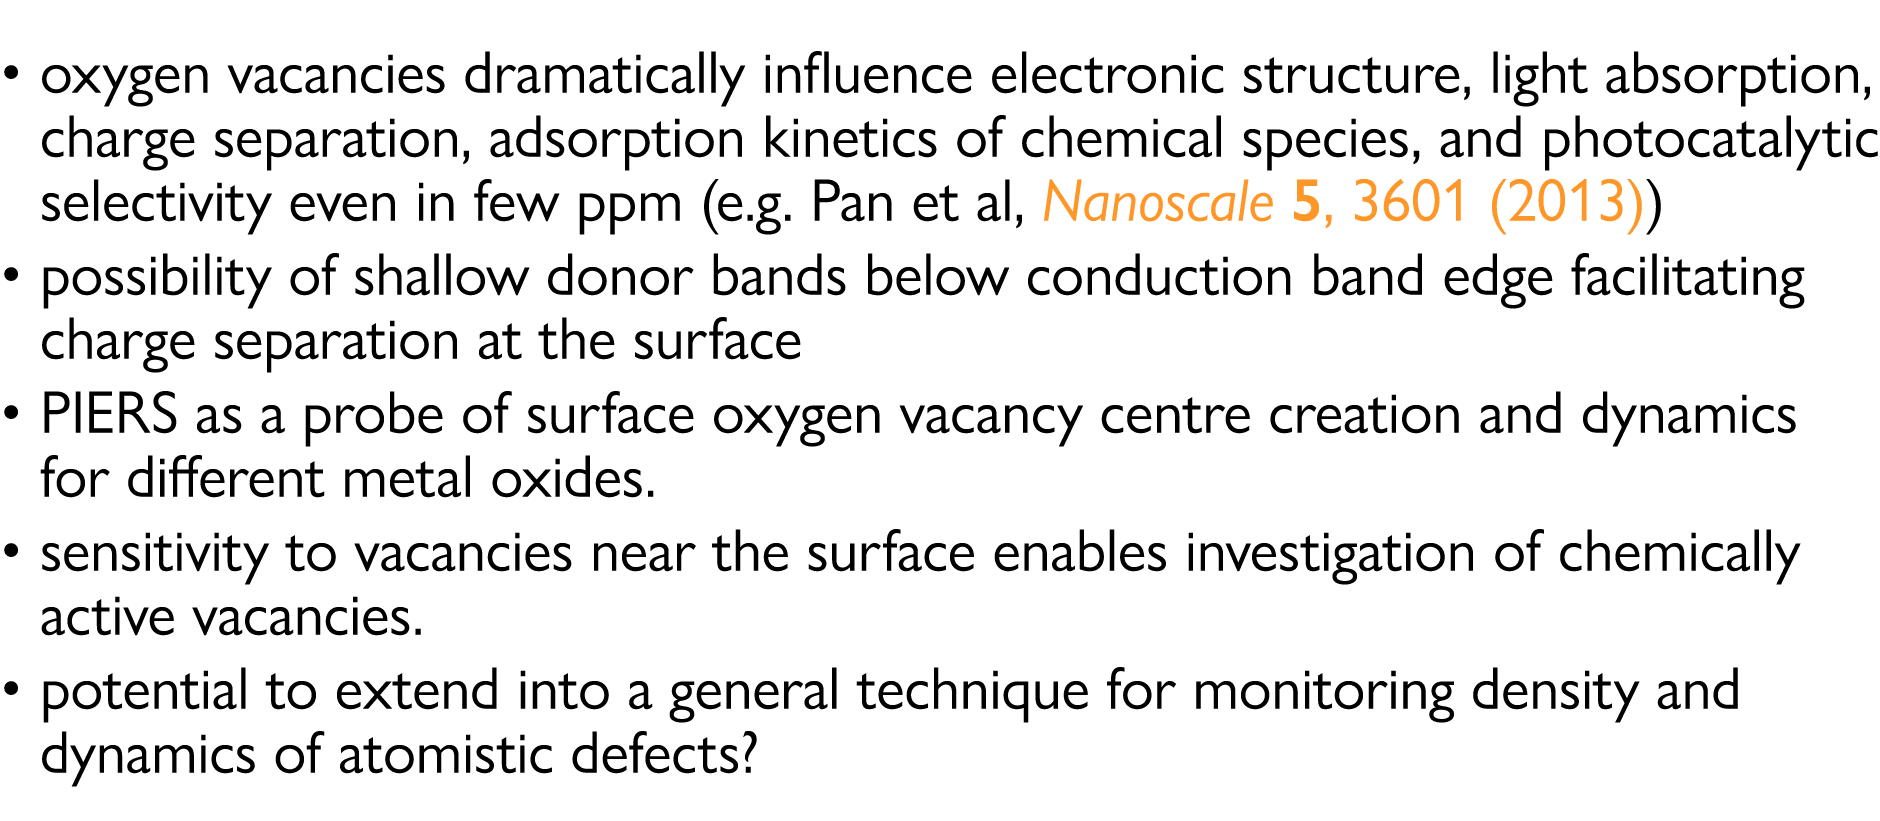 • oxygen vacancies dramatically influence electronic structure, light absorption,
charge separation, adsorption kinetics of chemical species, and photocatalytic
selectivity even in few ppm (e.g. Pan et al, Nanoscale 5, 3601 (2013))
• possibility of shallow donor bands below conduction band edge facilitating
charge separation at the surface
• PIERS as a probe of surface oxygen vacancy centre creation and dynamics
for different metal oxides.
• sensitivity to vacancies near the surface enables investigation of chemically
active vacancies.
• potential to extend into a general technique for monitoring density and
dynamics of atomistic defects?